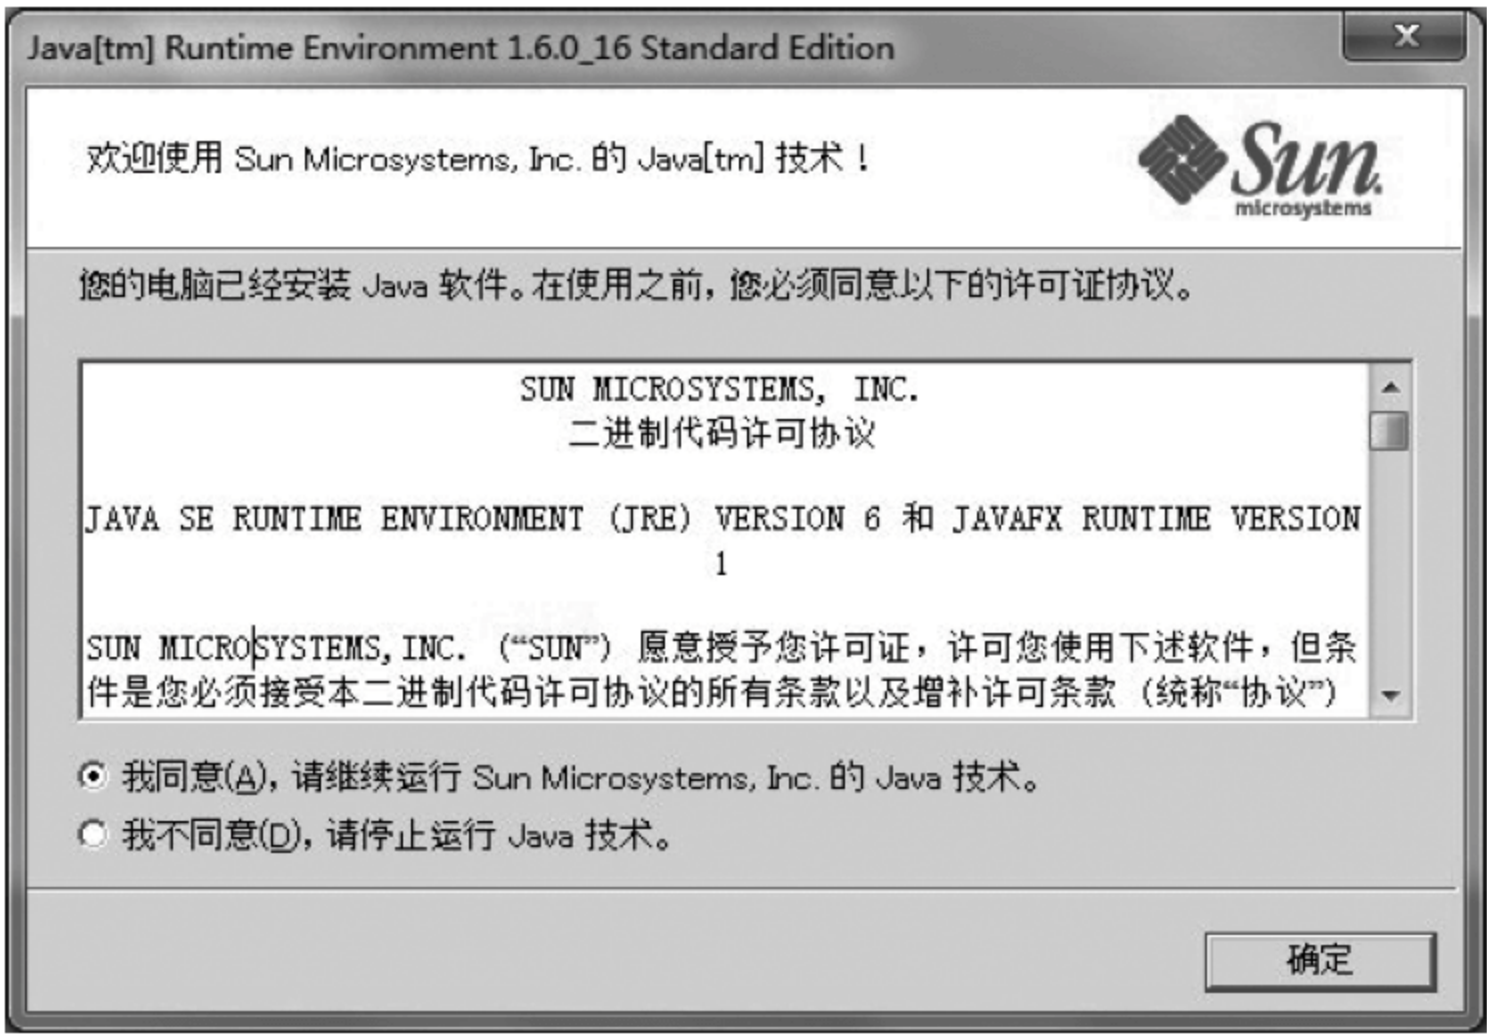 Java[tm] Runtime Environment 1.6.0_16 Standard Edition
欢迎使用 Sun Microsystems, Inc. 的 Java[tm] 技术！
Sun
microsystems
您的电脑已经安装 Java 软件。在使用之前，您必须同意以下的许可证协议。
SUN MICROSYSTEMS, INC.
二进制代码许可协议
JAVA SE RUNTIME ENVIRONMENT (JRE) VERSION 6 和 JAVAFX RUNTIME VERSION
1
SUN MICROSYSTEMS,INC. （“SUN”）愿意授予您许可证，许可您使用下述软件，但条
件是您必须接受本二进制代码许可协议的所有条款以及增补许可条款（统称“协议”）
我同意(A)，请继续运行 Sun Microsystems, Inc. 的 Java 技术。
我不同意(D)，请停止运行 Java 技术。
确定